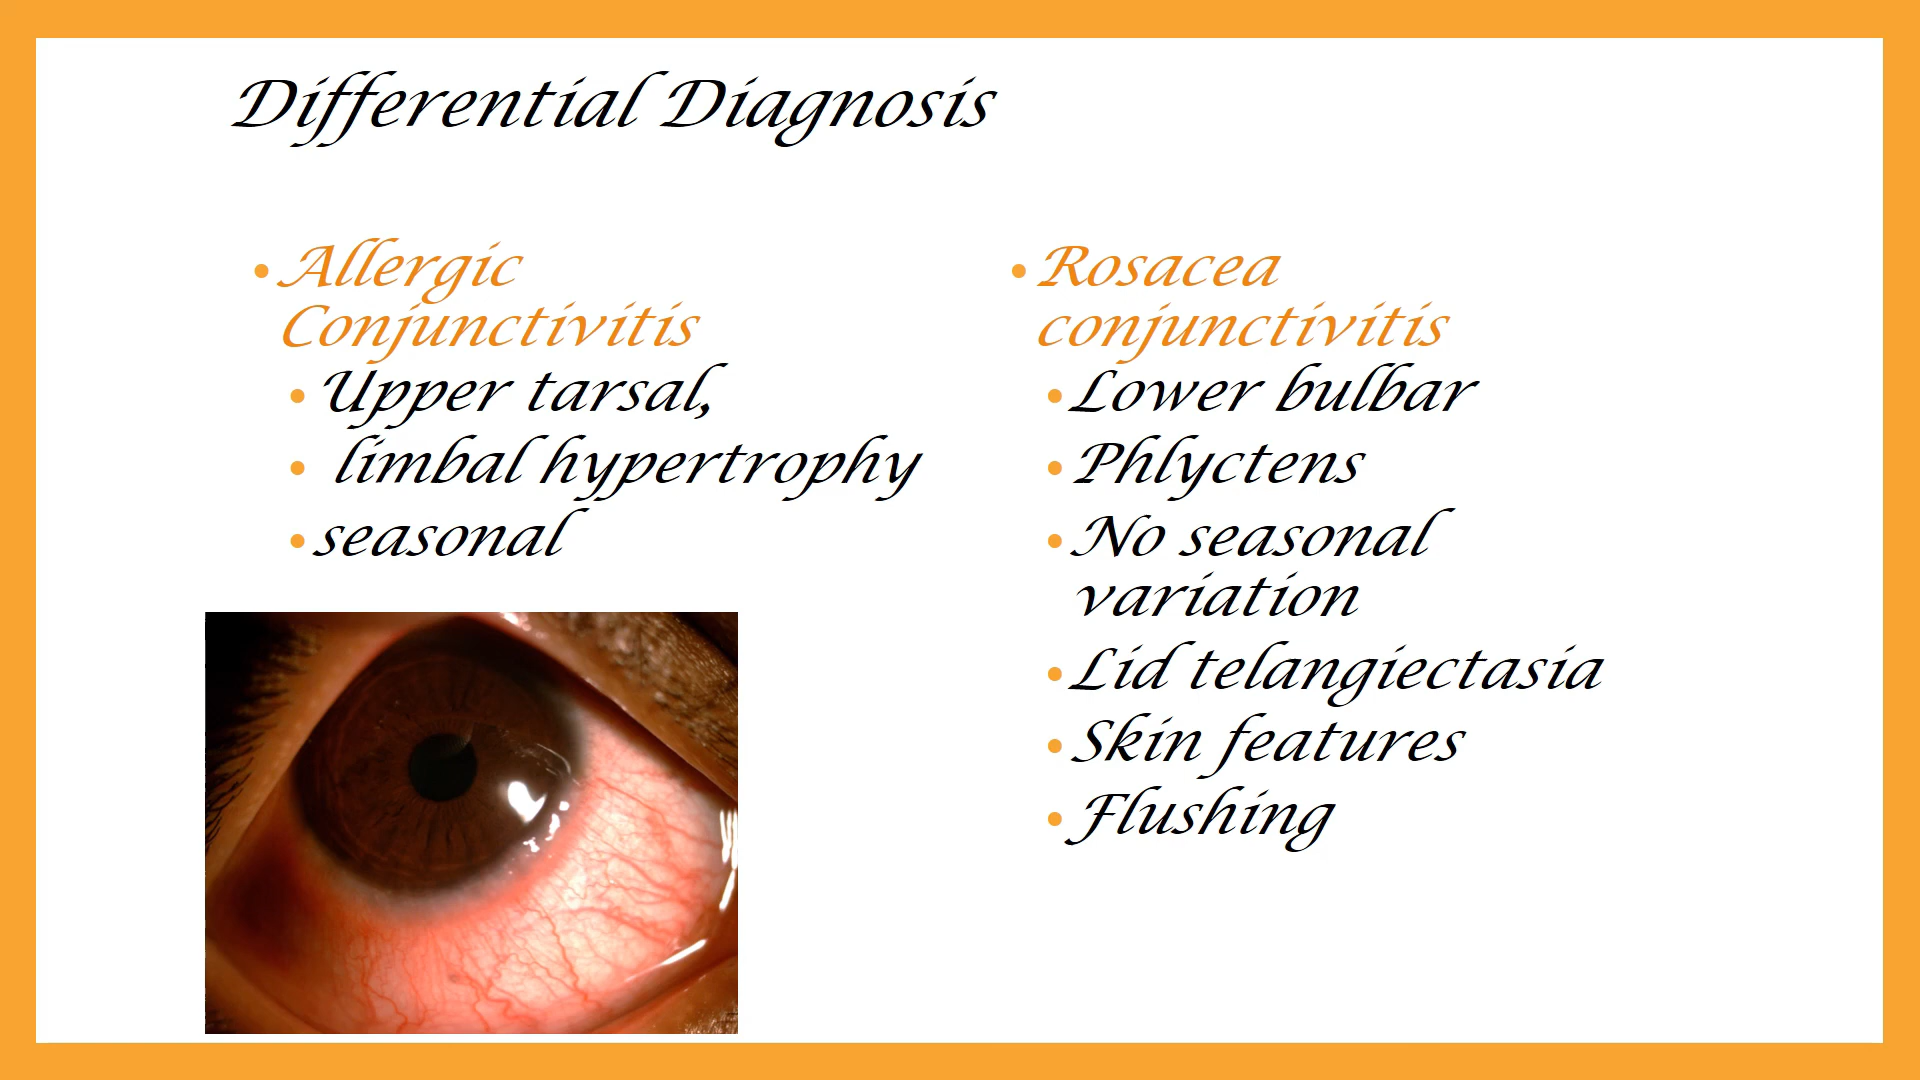 Differential Diagnosis
• Allergic
Conjunctivitis
• Upper tarsal,
• limbal hypertrophy
• seasonal
• Rosacea
conjunctivitis
• Lower bulbar
• Phlyctens
• No seasonal
variation
• Lid telangiectasia
• Skin features
• Flushing